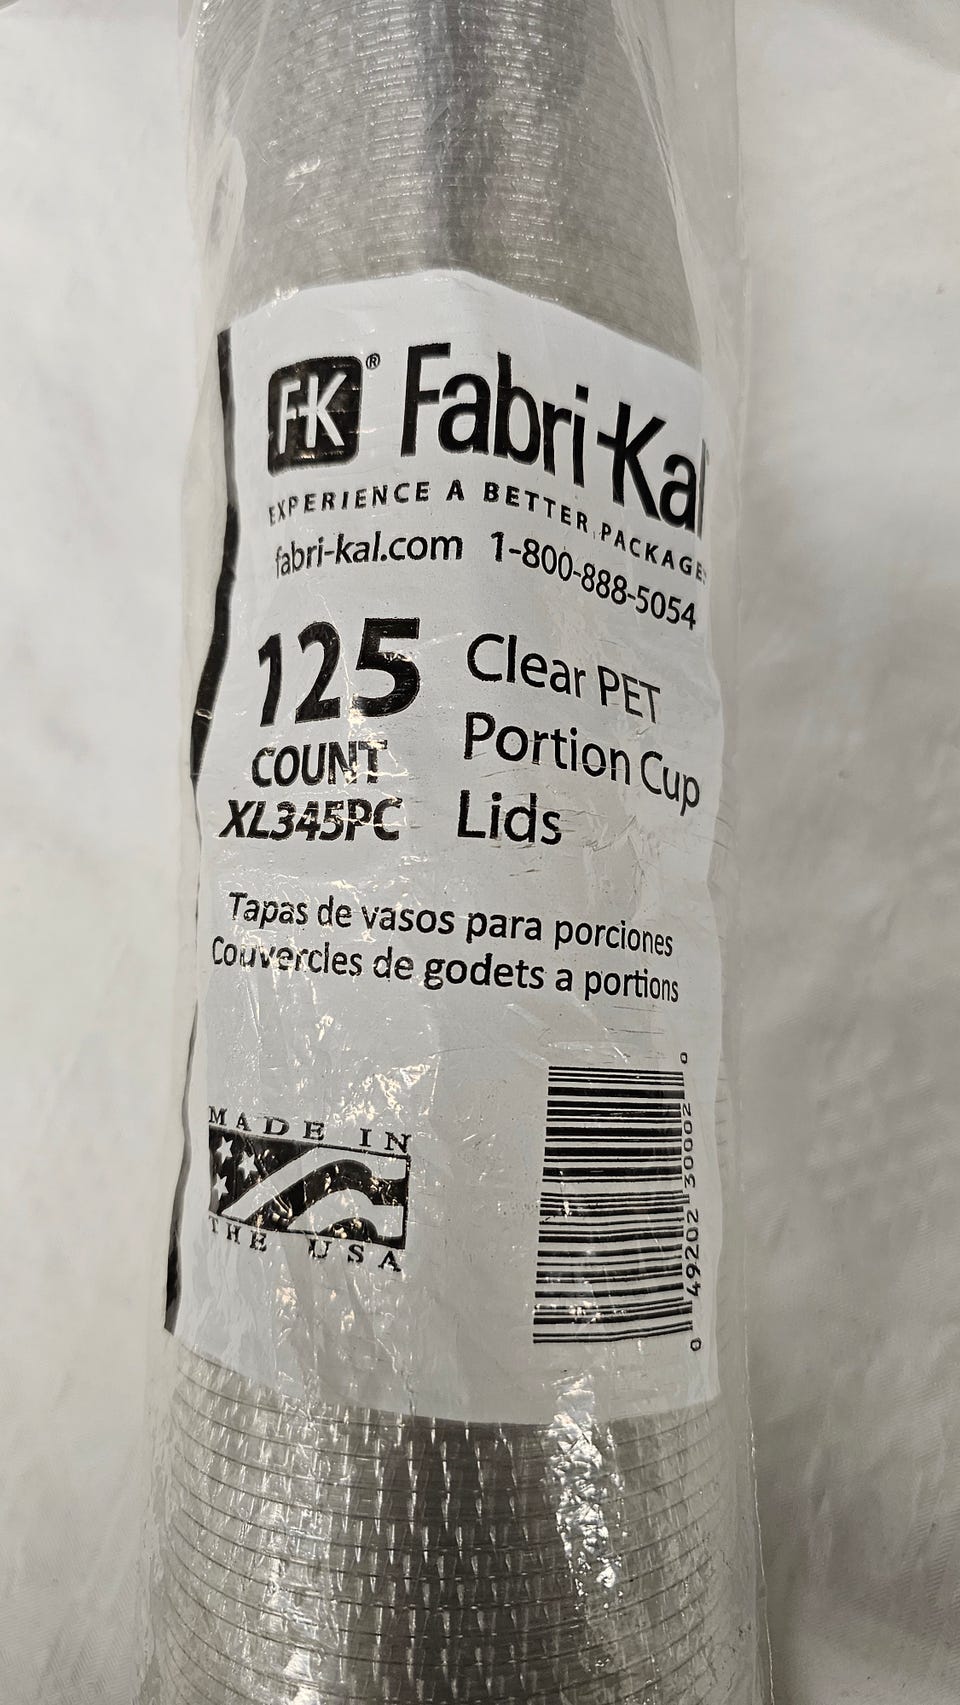 FK® Fabri-Kal
EXPERIENCE A BETTER PACKAGE
fabri-kal.com 1-800-888-5054
125
COUNT
XL345PC
Clear PET
Portion Cup
Lids
Tapas de vasos para porciones
Couvercles de godets a portions
MADE IN
THE USA
0 49202 30002 0